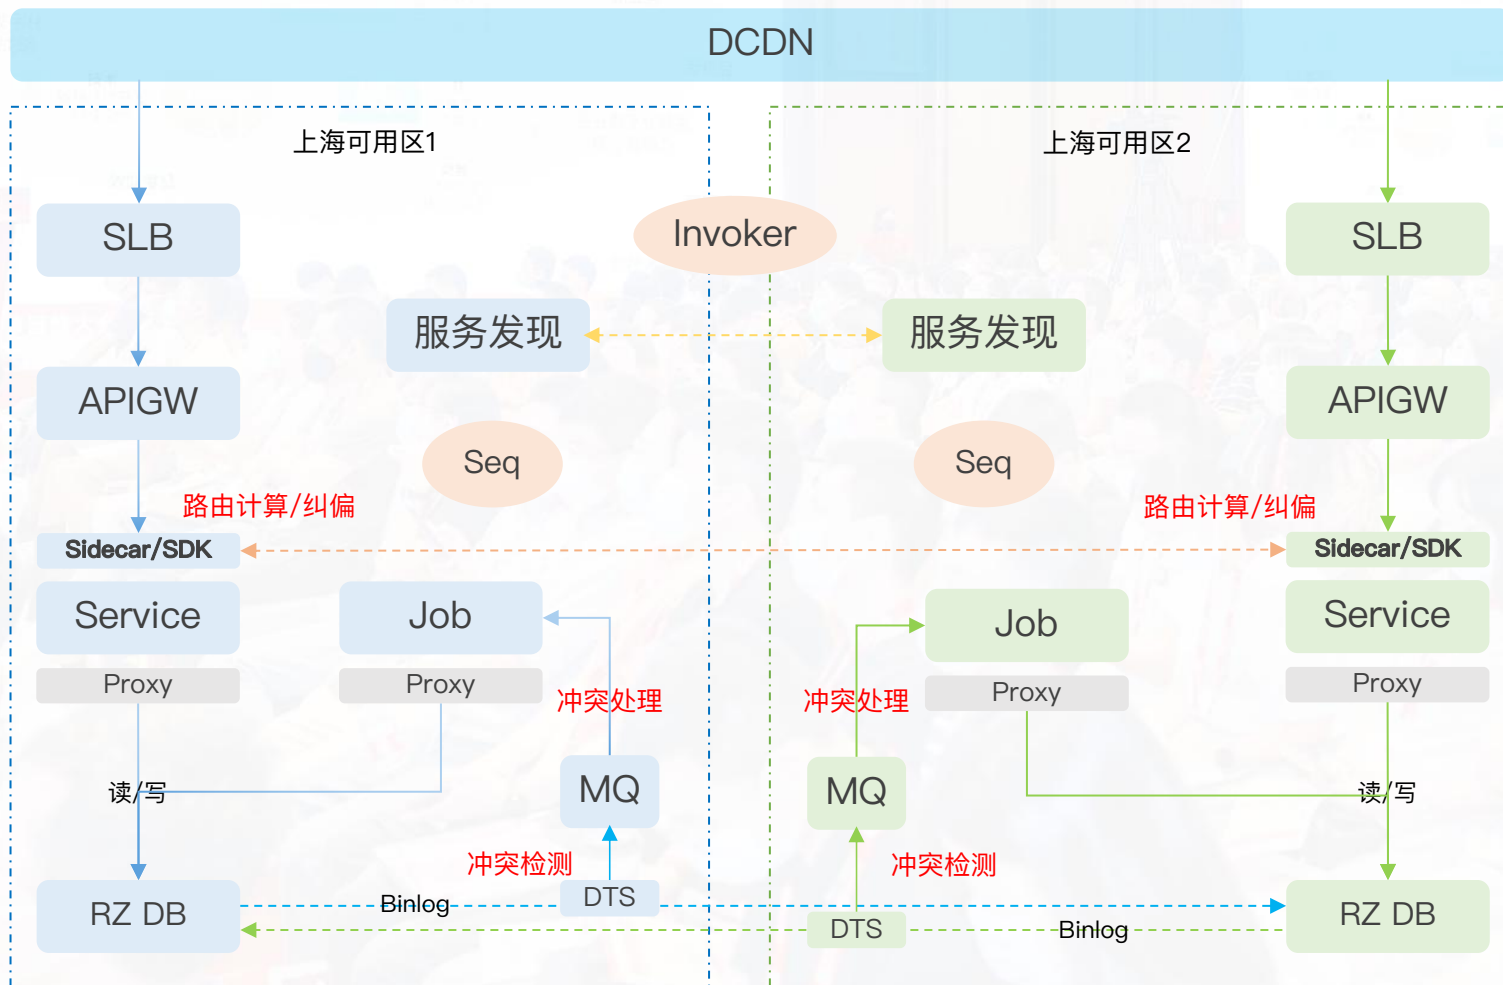 DCDN
上海可用区1
上海可用区2
SLB
Invoker
SLB
服务发现
服务发现
APIGW
APIGW
Seq
Seq
路由计算/纠偏
路由计算/纠偏
Sidecar/SDK
Sidecar/SDK
Service
Job
Job
Service
Proxy
Proxy
Proxy
Proxy
冲突处理
冲突处理
读/写
MQ
MQ
读/写
冲突检测
冲突检测
RZ DB
Binlog
DTS
DTS
Binlog
RZ DB